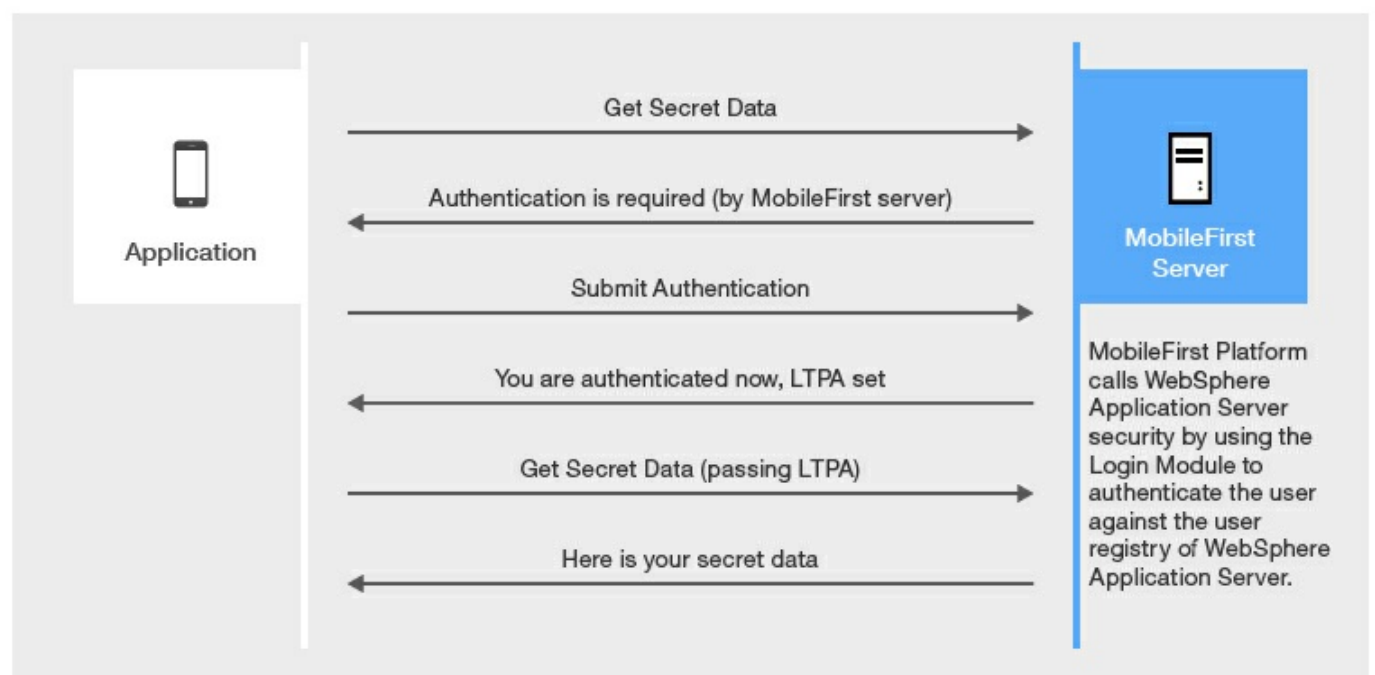 Get Secret Data
Authentication is required (by MobileFirst server)
Application
MobileFirst
Server
Submit Authentication
You are authenticated now, LTPA set
Get Secret Data (passing LTPA)
Here is your secret data
MobileFirst Platform
calls WebSphere
Application Server
security by using the
Login Module to
authenticate the user
against the user
registry of WebSphere
Application Server.